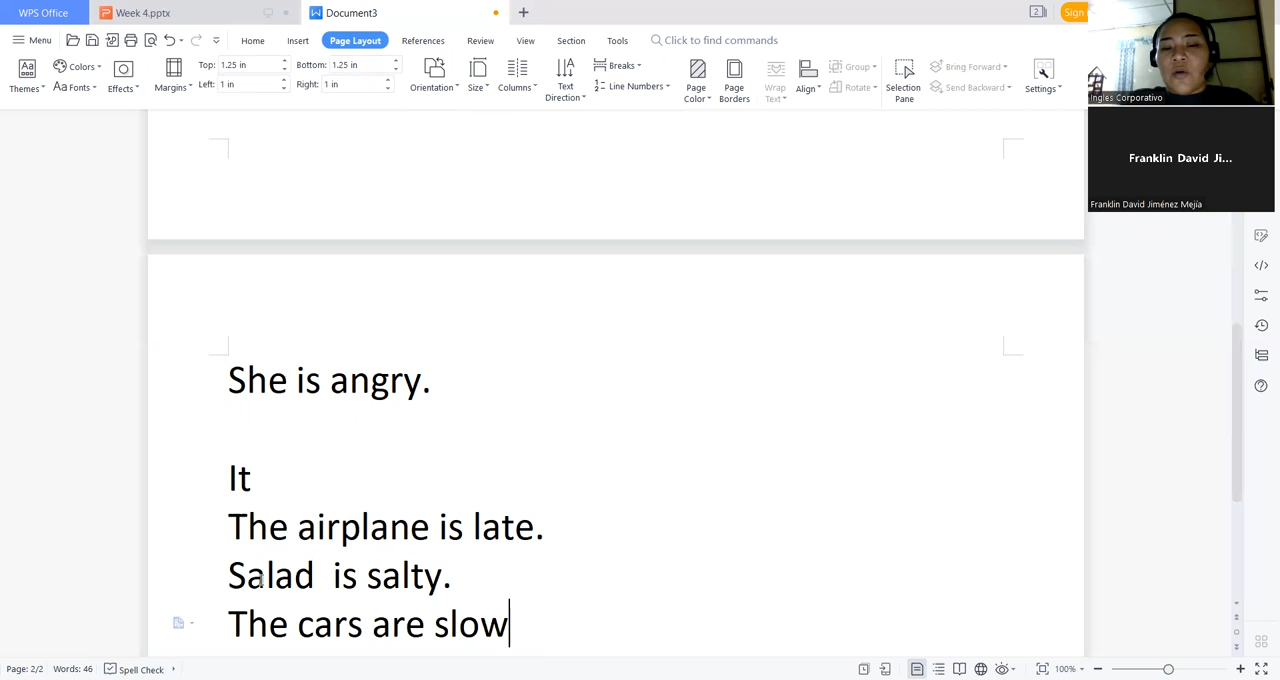 WPS Office
Week 4.pptx
Document3
2
Sign
Menu
Home
Insert
Page Layout
References
Review
View
Section
Tools
Click to find commands
Themes
Colors
Aa Fonts
Effects
Margins
Top: 1.25 in
Bottom: 1.25 in
Left: 1 in
Right: 1 in
Orientation
Size
Columns
Text Direction
Breaks
Line Numbers
Page Color
Page Borders
Wrap Text
Align
Group
Rotate
Selection Pane
Bring Forward
Send Backward
Settings
Ingles Corporativo
Franklin David Ji...
Franklin David Jiménez Mejía
She is angry.
It
The airplane is late.
Salad is salty.
The cars are slow
Page: 2/2
Words: 46
Spell Check
100%